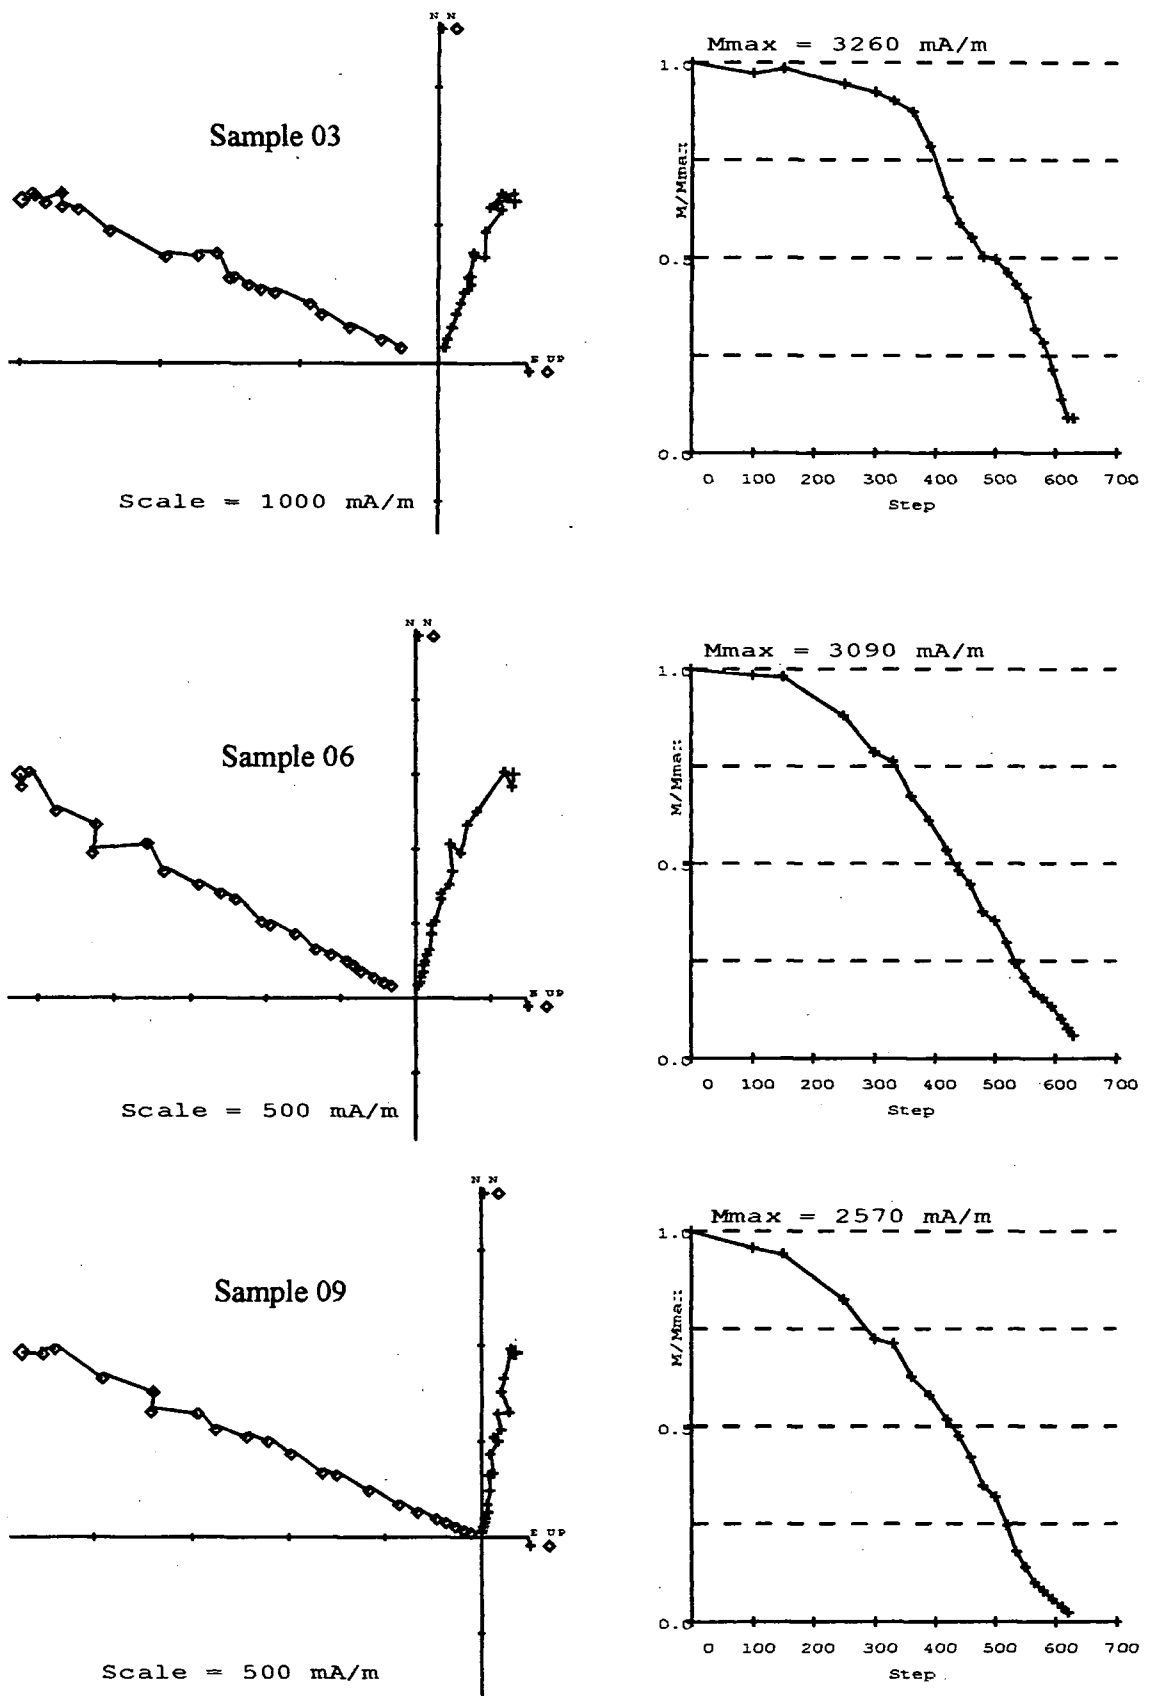 N N
Sample 03
E UP
Scale = 1000 mA/m
Mmax = 3260 mA/m
1.0
M/Mmax
0.5
0.0
0 100 200 300 400 500 600 700
Step
N N
Sample 06
E UP
Scale = 500 mA/m
Mmax = 3090 mA/m
1.0
M/Mmax
0.5
0.0
0 100 200 300 400 500 600 700
Step
N N
Sample 09
E UP
Scale = 500 mA/m
Mmax = 2570 mA/m
1.0
M/Mmax
0.5
0.0
0 100 200 300 400 500 600 700
Step